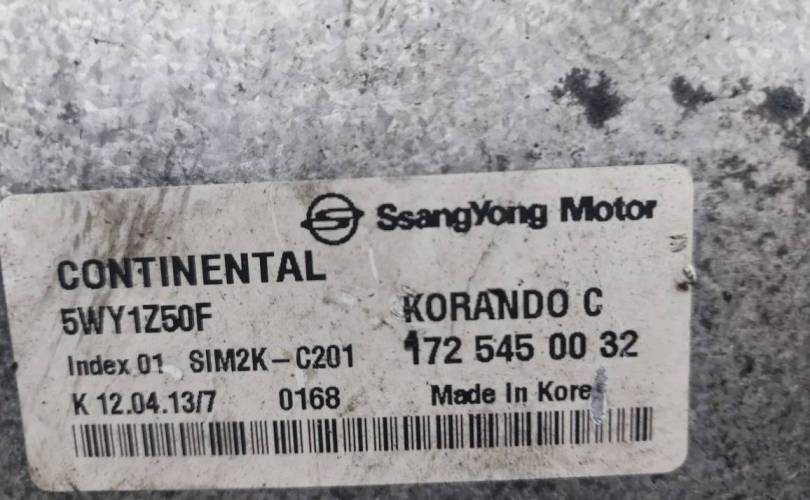 SsangYong Motor
CONTINENTAL
5WY1Z50F
KORANDO C
Index 01 SIM2K-C201
172 545 00 32
K 12.04.13/7 0168
Made In Kore